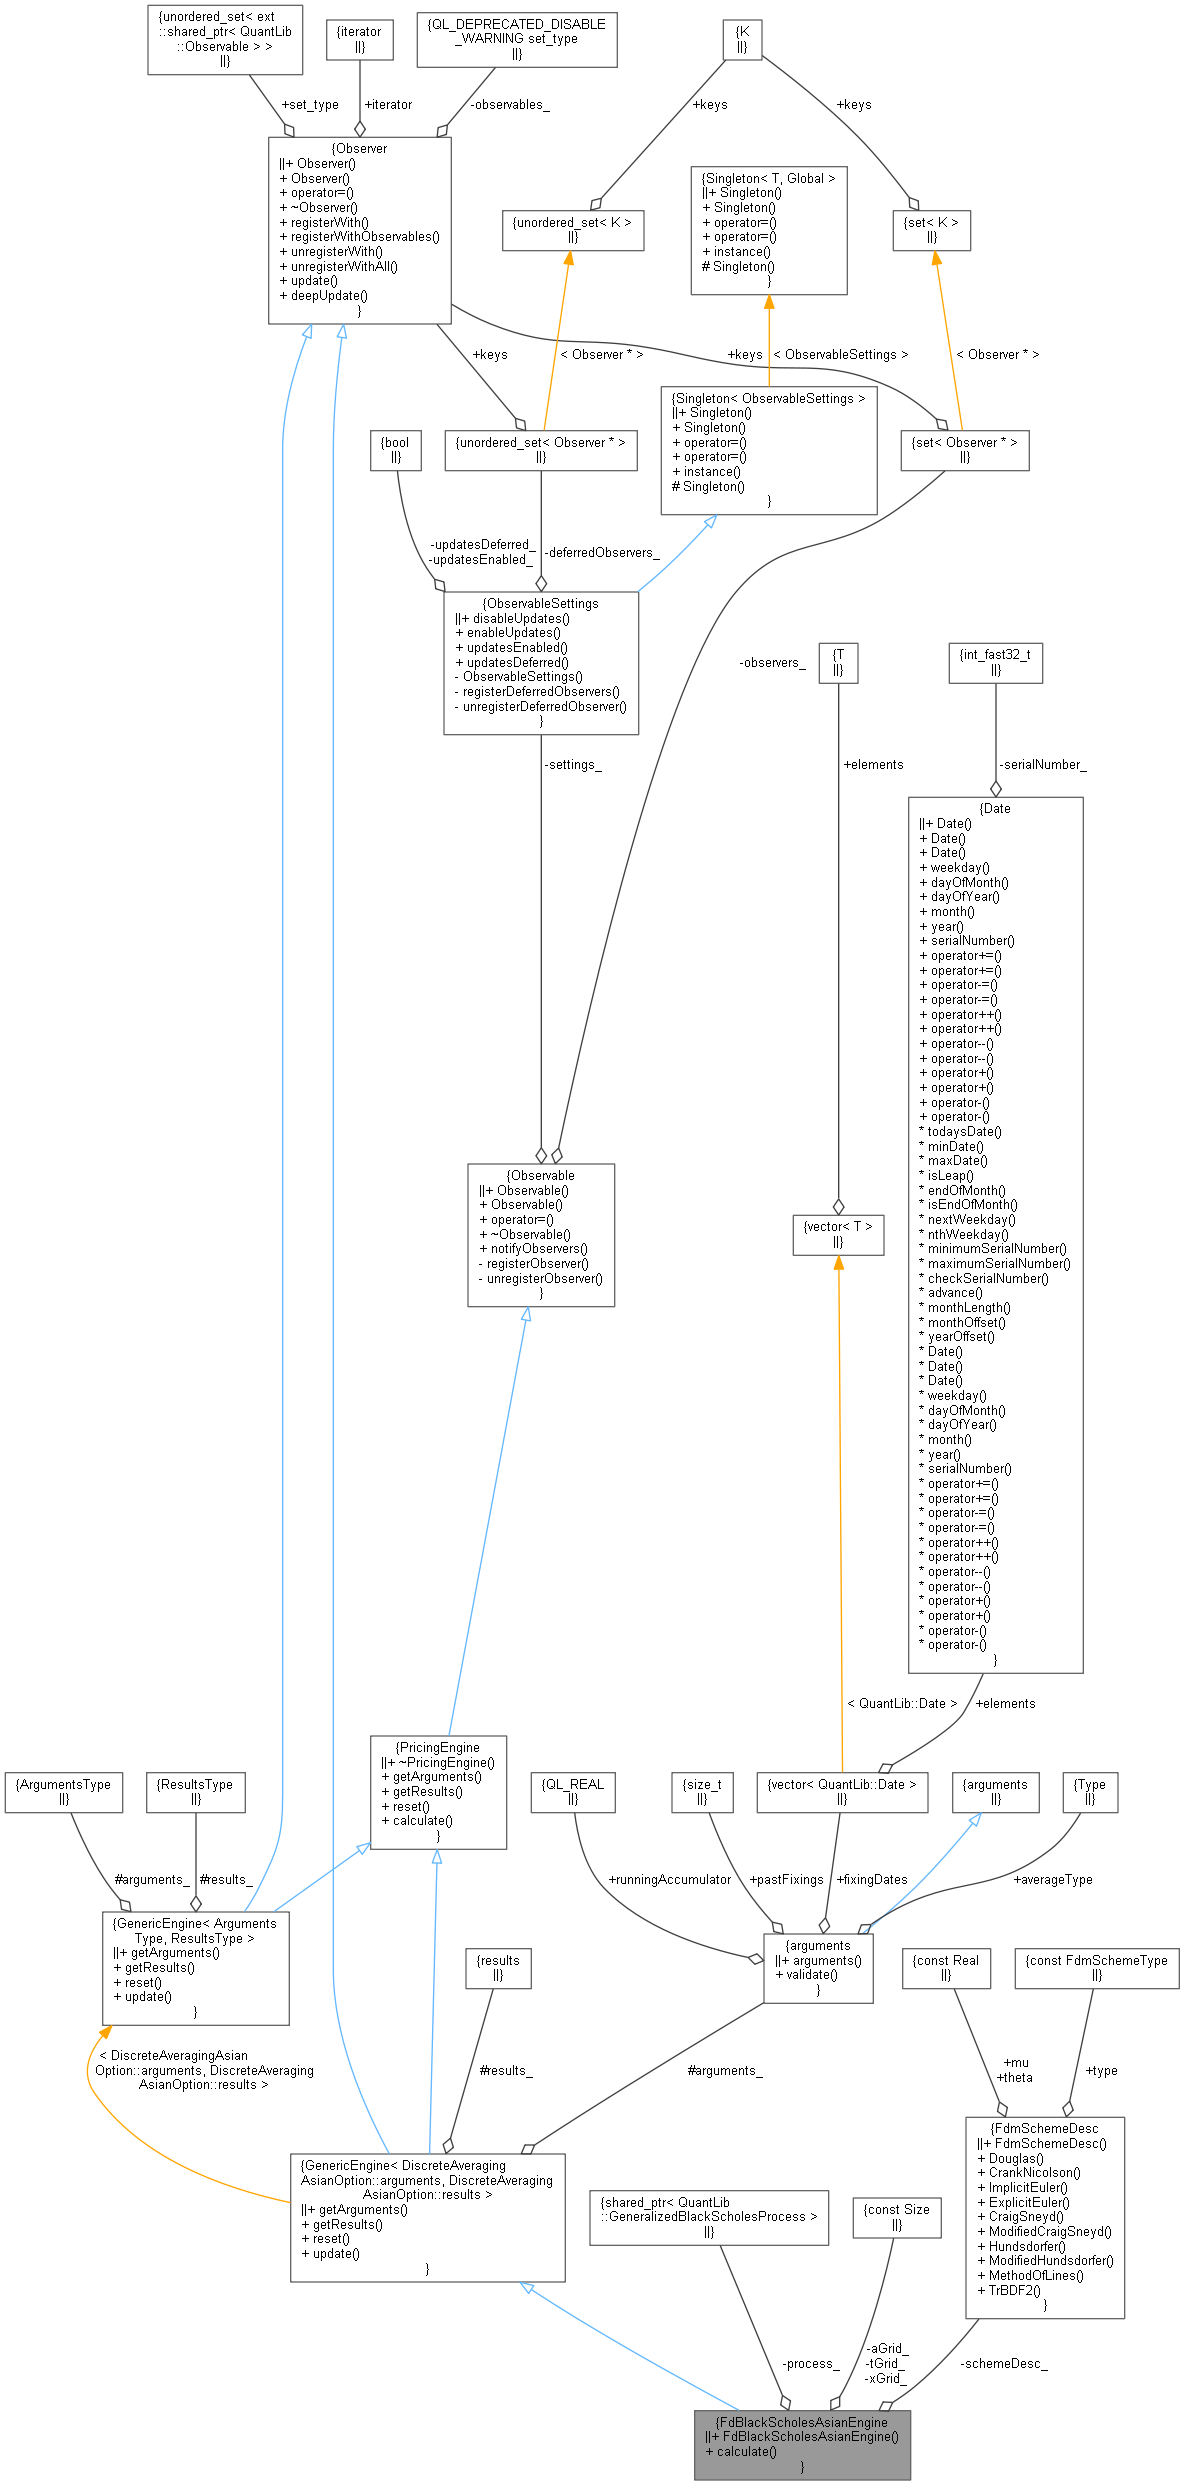 {unordered_set< ext
::shared_ptr< QuantLib
::Observable > >
||}
{iterator
||}
{QL_DEPRECATED_DISABLE
_WARNING set_type
||}
{K
||}
+set_type
+iterator
-observables_
+keys
+keys
{Observer
||+ Observer()
+ Observer()
+ operator=()
+ ~Observer()
+ registerWith()
+ registerWithObservables()
+ unregisterWith()
+ unregisterWithAll()
+ update()
+ deepUpdate()
}
{Singleton< T, Global >
||+ Singleton()
+ Singleton()
+ operator=()
+ operator=()
+ instance()
# Singleton()
}
{unordered_set< K >
||}
{set< K >
||}
+keys
< Observer * >
+keys
< ObservableSettings >
< Observer * >
{Singleton< ObservableSettings >
||+ Singleton()
+ Singleton()
+ operator=()
+ operator=()
+ instance()
# Singleton()
}
{bool
||}
{unordered_set< Observer * >
||}
{set< Observer * >
||}
-updatesDeferred_
-updatesEnabled_
-deferredObservers_
{ObservableSettings
||+ disableUpdates()
+ enableUpdates()
+ updatesEnabled()
+ updatesDeferred()
- ObservableSettings()
- registerDeferredObservers()
- unregisterDeferredObserver()
}
-observers_
{T
||}
{int_fast32_t
||}
-settings_
+elements
-serialNumber_
{Date
||+ Date()
+ Date()
+ Date()
+ weekday()
+ dayOfMonth()
+ dayOfYear()
+ month()
+ year()
+ serialNumber()
+ operator+=()
+ operator+=()
+ operator-=()
+ operator-=()
+ operator++()
+ operator++()
+ operator--()
+ operator--()
+ operator+()
+ operator+()
+ operator-()
+ operator-()
* todaysDate()
* minDate()
* maxDate()
* isLeap()
* endOfMonth()
* isEndOfMonth()
* nextWeekday()
* nthWeekday()
* minimumSerialNumber()
* maximumSerialNumber()
* checkSerialNumber()
* advance()
* monthLength()
* monthOffset()
* yearOffset()
* Date()
* Date()
* Date()
* weekday()
* dayOfMonth()
* dayOfYear()
* month()
* year()
* serialNumber()
* operator+=()
* operator+=()
* operator-=()
* operator-=()
* operator++()
* operator++()
* operator--()
* operator--()
* operator+()
* operator+()
* operator-()
* operator-()
}
{Observable
||+ Observable()
+ Observable()
+ operator=()
+ ~Observable()
+ notifyObservers()
- registerObserver()
- unregisterObserver()
}
{vector< T >
||}
< QuantLib::Date >
+elements
{PricingEngine
||+ ~PricingEngine()
+ getArguments()
+ getResults()
+ reset()
+ calculate()
}
{ArgumentsType
||}
{ResultsType
||}
{QL_REAL
||}
{size_t
||}
{vector< QuantLib::Date >
||}
{arguments
||}
{Type
||}
#arguments_
#results_
+runningAccumulator
+pastFixings
+fixingDates
+averageType
{GenericEngine< Arguments
Type, ResultsType >
||+ getArguments()
+ getResults()
+ reset()
+ update()
}
{results
||}
{arguments
||+ arguments()
+ validate()
}
{const Real
||}
{const FdmSchemeType
||}
< DiscreteAveragingAsian
Option::arguments, DiscreteAveraging
AsianOption::results >
#results_
#arguments_
+mu
+theta
+type
{GenericEngine< DiscreteAveraging
AsianOption::arguments, DiscreteAveraging
AsianOption::results >
||+ getArguments()
+ getResults()
+ reset()
+ update()
}
{shared_ptr< QuantLib
::GeneralizedBlackScholesProcess >
||}
{const Size
||}
{FdmSchemeDesc
||+ FdmSchemeDesc()
+ Douglas()
+ CrankNicolson()
+ ImplicitEuler()
+ ExplicitEuler()
+ CraigSneyd()
+ ModifiedCraigSneyd()
+ Hundsdorfer()
+ ModifiedHundsdorfer()
+ MethodOfLines()
+ TrBDF2()
}
-process_
-aGrid_
-tGrid_
-xGrid_
-schemeDesc_
{FdBlackScholesAsianEngine
||+ FdBlackScholesAsianEngine()
+ calculate()
}